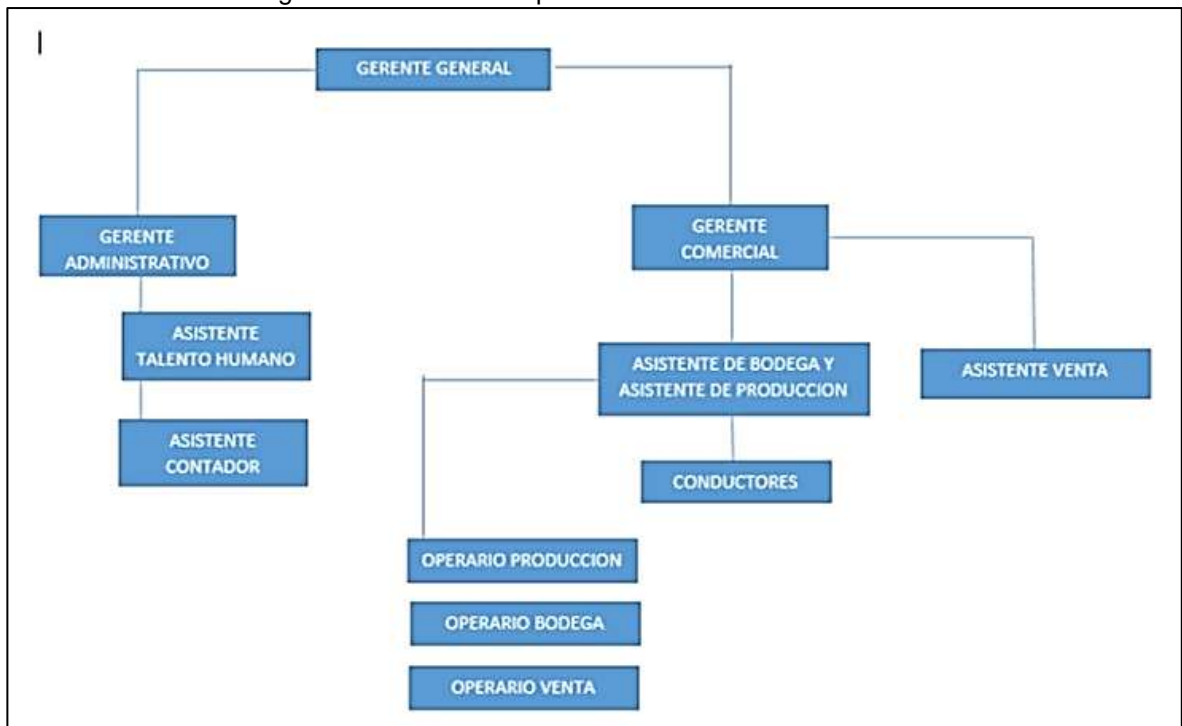 GERENTE GENERAL
GERENTE
ADMINISTRATIVO
GERENTE
COMERCIAL
ASISTENTE
TALENTO HUMANO
ASISTENTE DE BODEGA Y
ASISTENTE DE PRODUCCION
ASISTENTE VENTA
ASISTENTE
CONTADOR
CONDUCTORES
OPERARIO PRODUCCION
OPERARIO BODEGA
OPERARIO VENTA